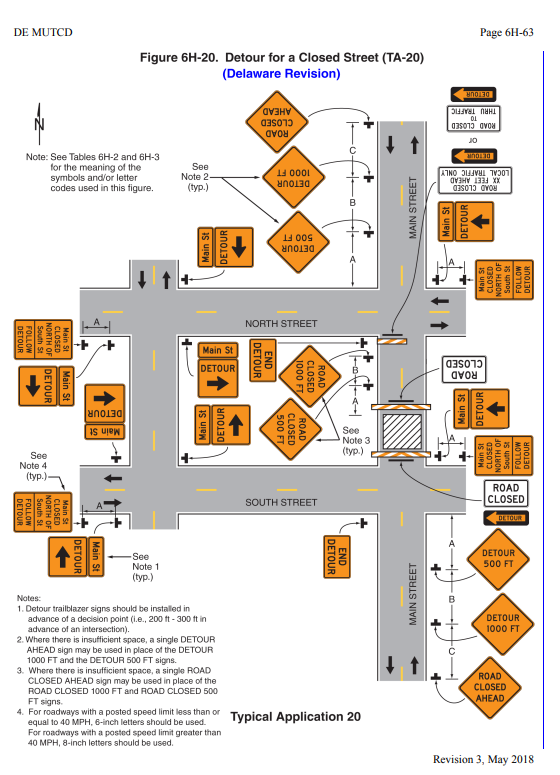 DE MUTCD
Page 6H-63
Figure 6H-20. Detour for a Closed Street (TA-20)
(Delaware Revision)
N
Note: See Tables 6H-2 and 6H-3
for the meaning of the
symbols and/or letter
codes used in this figure.
ROAD
CLOSED
AHEAD
See
Note 2
(typ.)
DETOUR
1000 FT
DETOUR
500 FT
C
B
A
MAIN STREET
DETOUR
ROAD CLOSED
TO
THRU TRAFFIC
or
DETOUR
ROAD CLOSED
XX FEET AHEAD
LOCAL TRAFFIC ONLY
Main St
DETOUR
Main St
DETOUR
A
Main St
CLOSED
NORTH OF
South St
FOLLOW
DETOUR
NORTH STREET
A
Main St
CLOSED
NORTH OF
South St
FOLLOW
DETOUR
Main St
DETOUR
Main St
DETOUR
END
DETOUR
ROAD
CLOSED
1000 FT
B
A
ROAD
CLOSED
Main St
DETOUR
Main St
DETOUR
ROAD
CLOSED
500 FT
See
Note 3
(typ.)
Main St
DETOUR
A
Main St
CLOSED
NORTH OF
South St
FOLLOW
DETOUR
See
Note 4
(typ.)
Main St
CLOSED
NORTH OF
South St
FOLLOW
DETOUR
A
SOUTH STREET
ROAD
CLOSED
DETOUR
Main St
DETOUR
See
Note 1
(typ.)
END
DETOUR
MAIN STREET
A
B
C
DETOUR
500 FT
DETOUR
1000 FT
ROAD
CLOSED
AHEAD
Notes:
1. Detour trailblazer signs should be installed in
advance of a decision point (i.e., 200 ft - 300 ft in
advance of an intersection).
2. Where there is insufficient space, a single DETOUR
AHEAD sign may be used in place of the DETOUR
1000 FT and the DETOUR 500 FT signs.
3. Where there is insufficient space, a single ROAD
CLOSED AHEAD sign may be used in place of the
ROAD CLOSED 1000 FT and ROAD CLOSED 500
FT signs.
4. For roadways with a posted speed limit less than or
equal to 40 MPH, 6-inch letters should be used.
For roadways with a posted speed limit greater than
40 MPH, 8-inch letters should be used.
Typical Application 20
Revision 3, May 2018